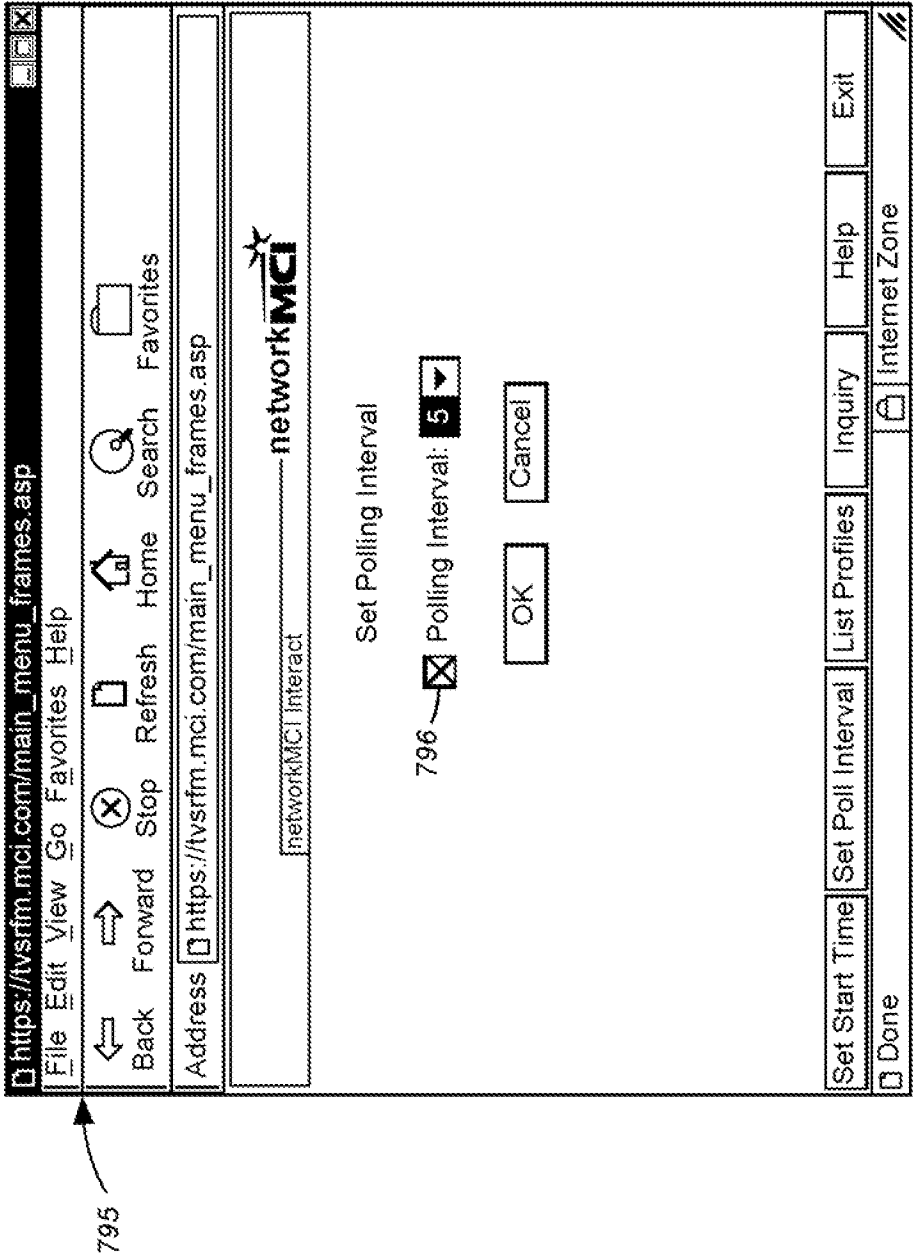 https://tvsrfm.mci.com/main_menu_frames.asp
File Edit View Go Favorites Help
Back Forward Stop Refresh Home Search Favorites
Address https://tvsrfm.mci.com/main_menu_frames.asp
networkMCI
networkMCI Interact
Set Polling Interval
796 Polling Interval: 5
OK Cancel
Set Start Time Set Poll Interval List Profiles Inquiry Help Exit
Done Internet Zone
795